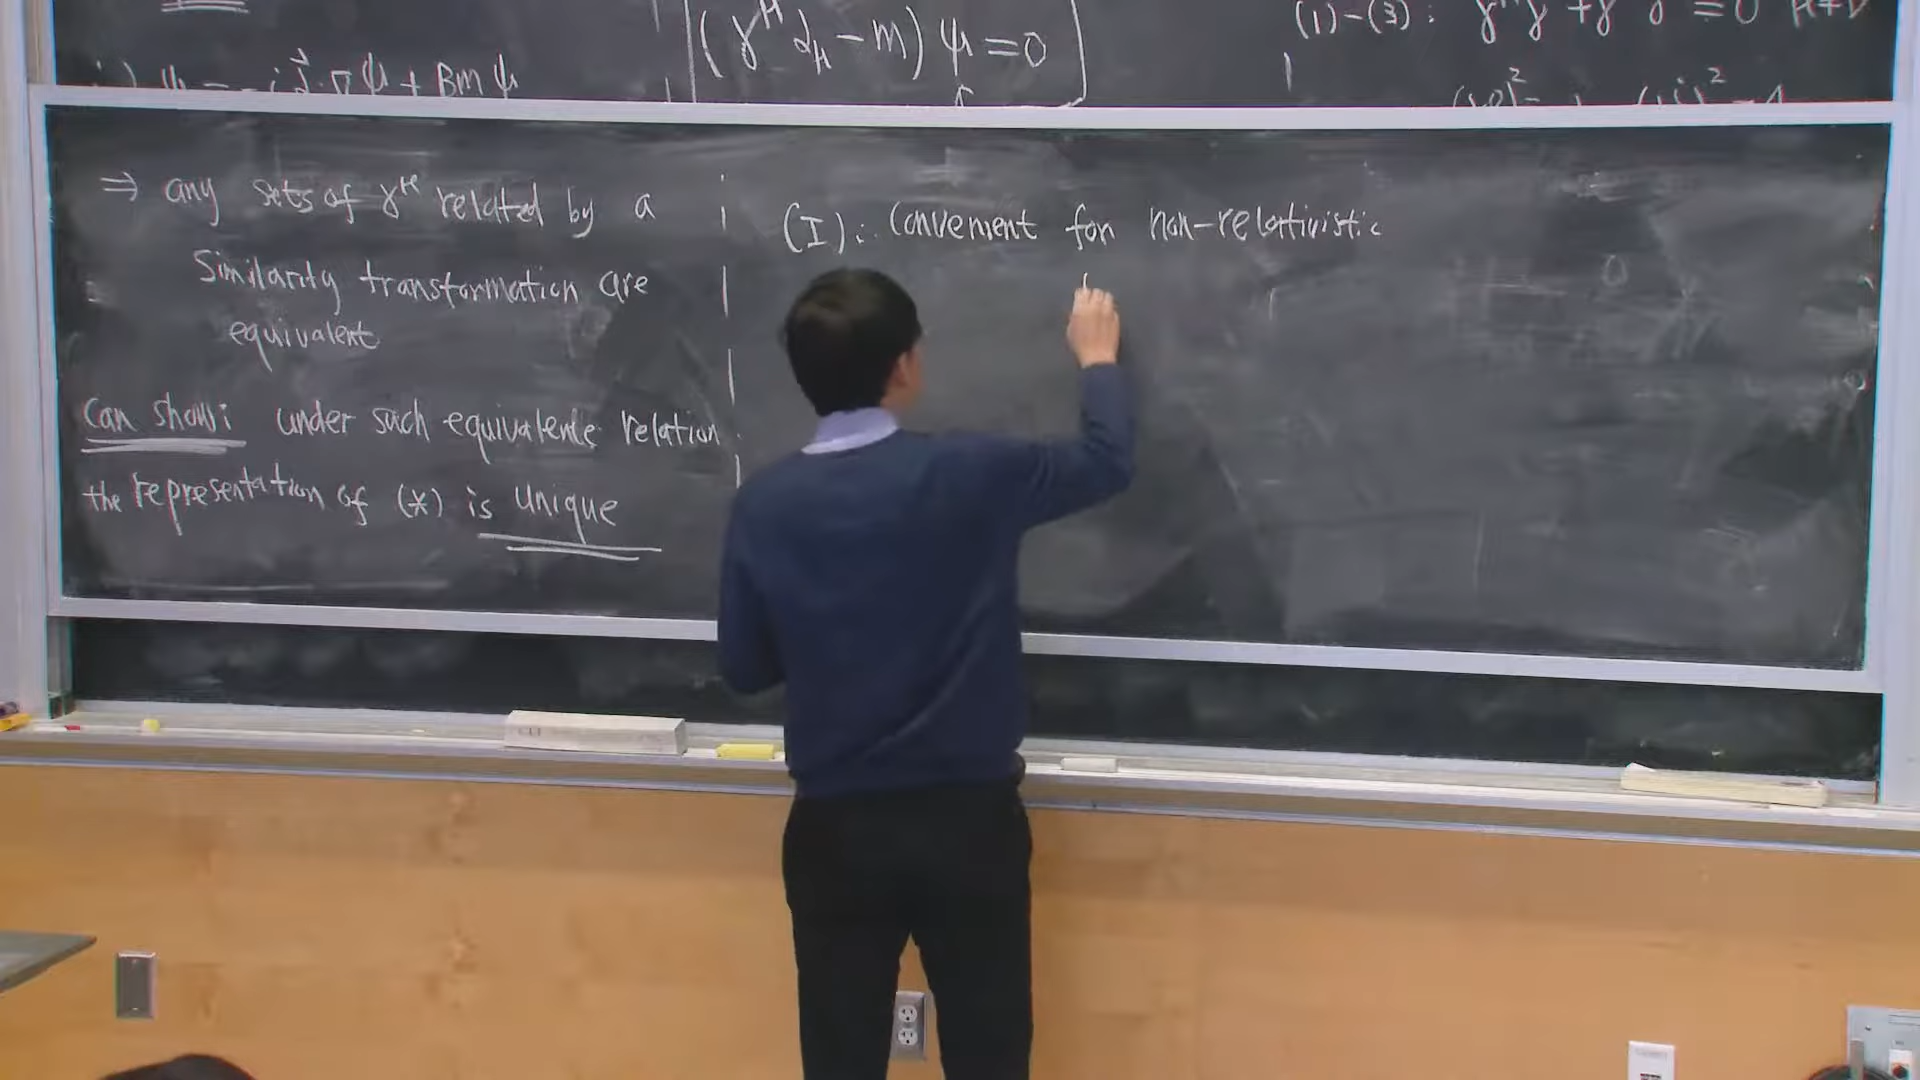 (γ^μ ∂_μ − m) ψ = 0
(1)−(3):
i) ψ = −i α⃗·∇ψ + βm ψ
⇒ any sets of γ^μ related by a
Similarity transformation are
equivalent
Can show: under such equivalence relation
the representation of (*) is unique
(I): Convenient for non-relativistic